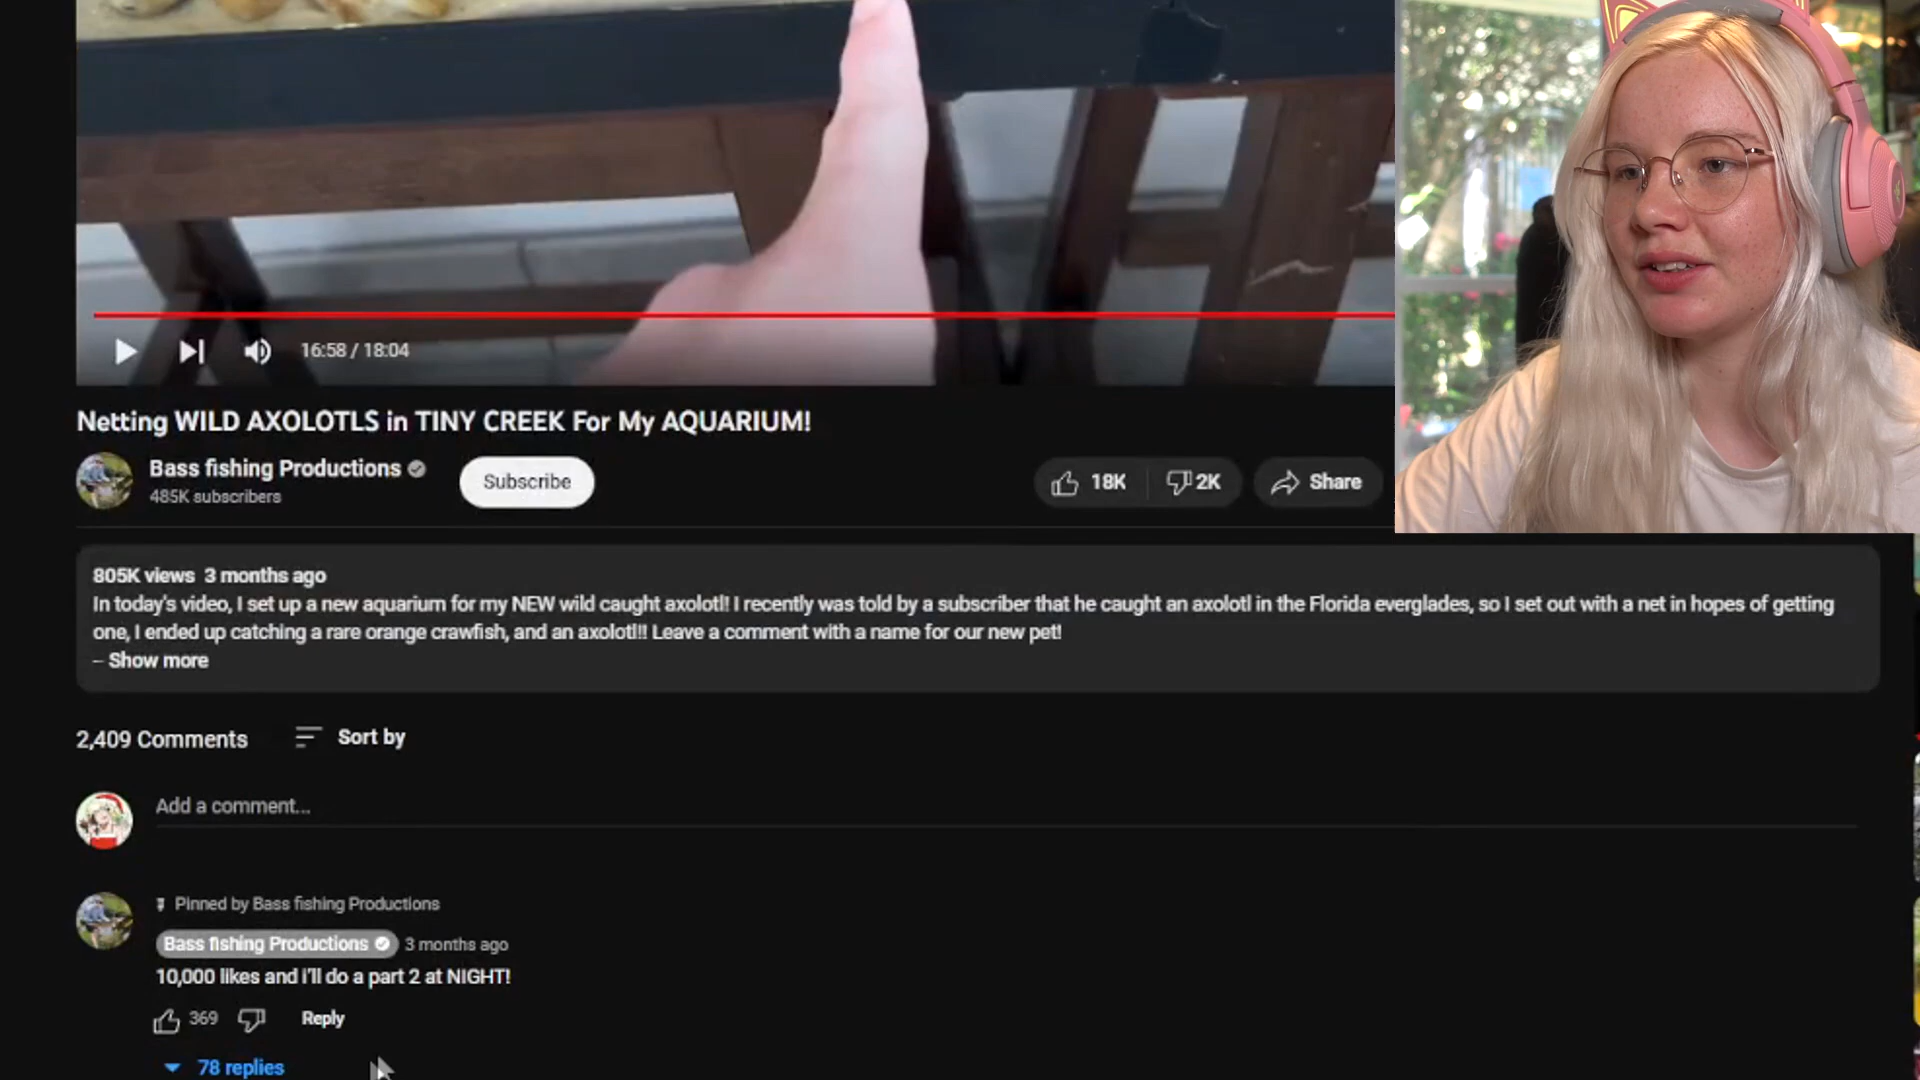 16:58 / 18:04
Netting WILD AXOLOTLS in TINY CREEK For My AQUARIUM!
Bass fishing Productions
485K subscribers
Subscribe
18K
2K
Share
805K views 3 months ago
In today's video, I set up a new aquarium for my NEW wild caught axolotl! I recently was told by a subscriber that he caught an axolotl in the Florida everglades, so I set out with a net in hopes of getting
one, I ended up catching a rare orange crawfish, and an axolotl!! Leave a comment with a name for our new pet!
-- Show more
2,409 Comments
Sort by
Add a comment...
Pinned by Bass fishing Productions
Bass fishing Productions 3 months ago
10,000 likes and i'll do a part 2 at NIGHT!
369
Reply
78 replies